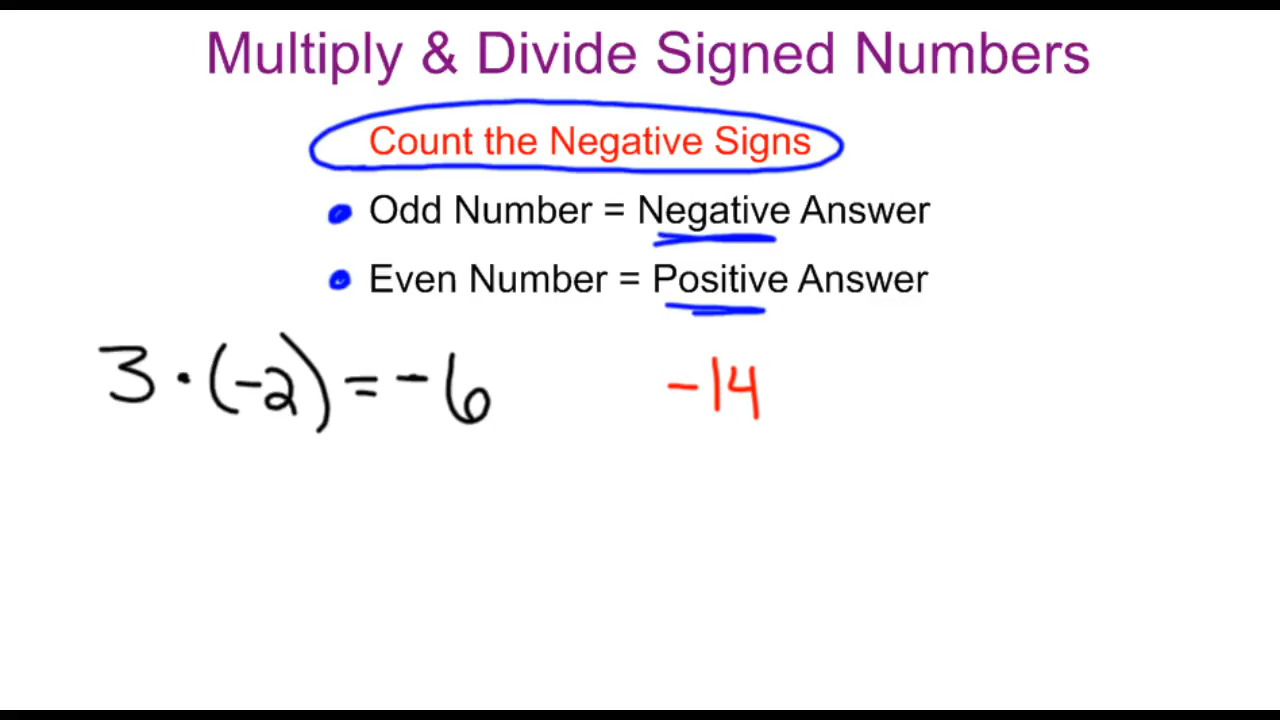 Multiply & Divide Signed Numbers
Count the Negative Signs
• Odd Number = Negative Answer
• Even Number = Positive Answer
3 · (-2) = -6
-14